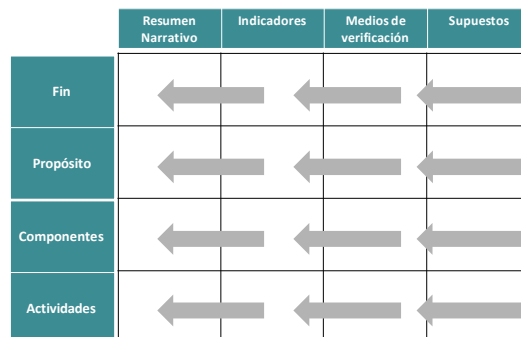 Resumen Narrativo
Indicadores
Medios de verificación
Supuestos
Fin
Propósito
Componentes
Actividades